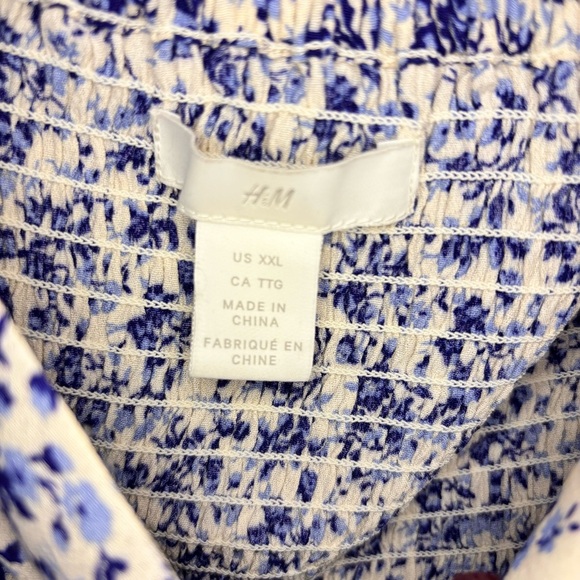 H&M
US XXL
CA TTG
MADE IN
CHINA
FABRIQUÉ EN
CHINE